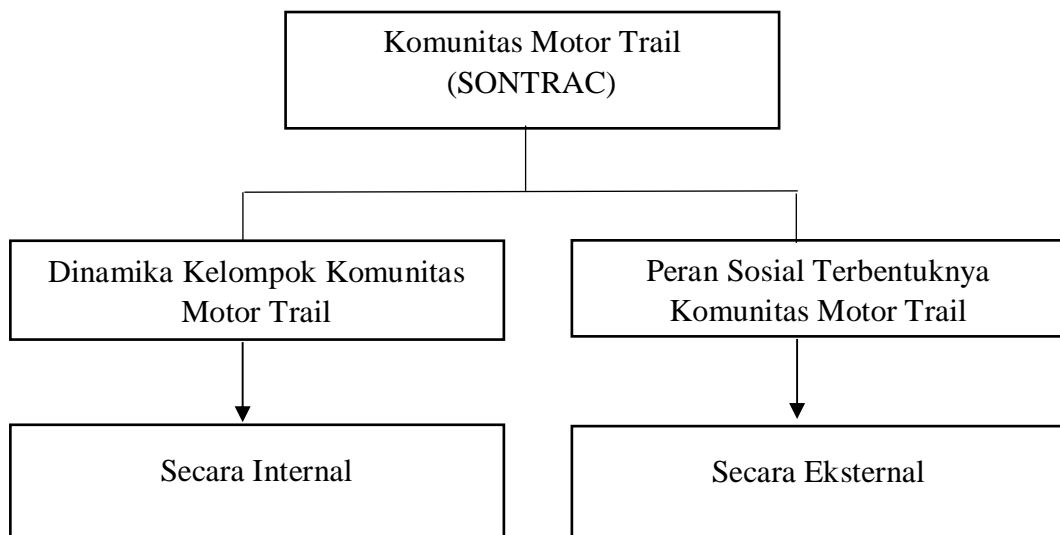 Komunitas Motor Trail
(SONTRAC)
Dinamika Kelompok Komunitas
Motor Trail
Peran Sosial Terbentuknya
Komunitas Motor Trail
Secara Internal
Secara Eksternal